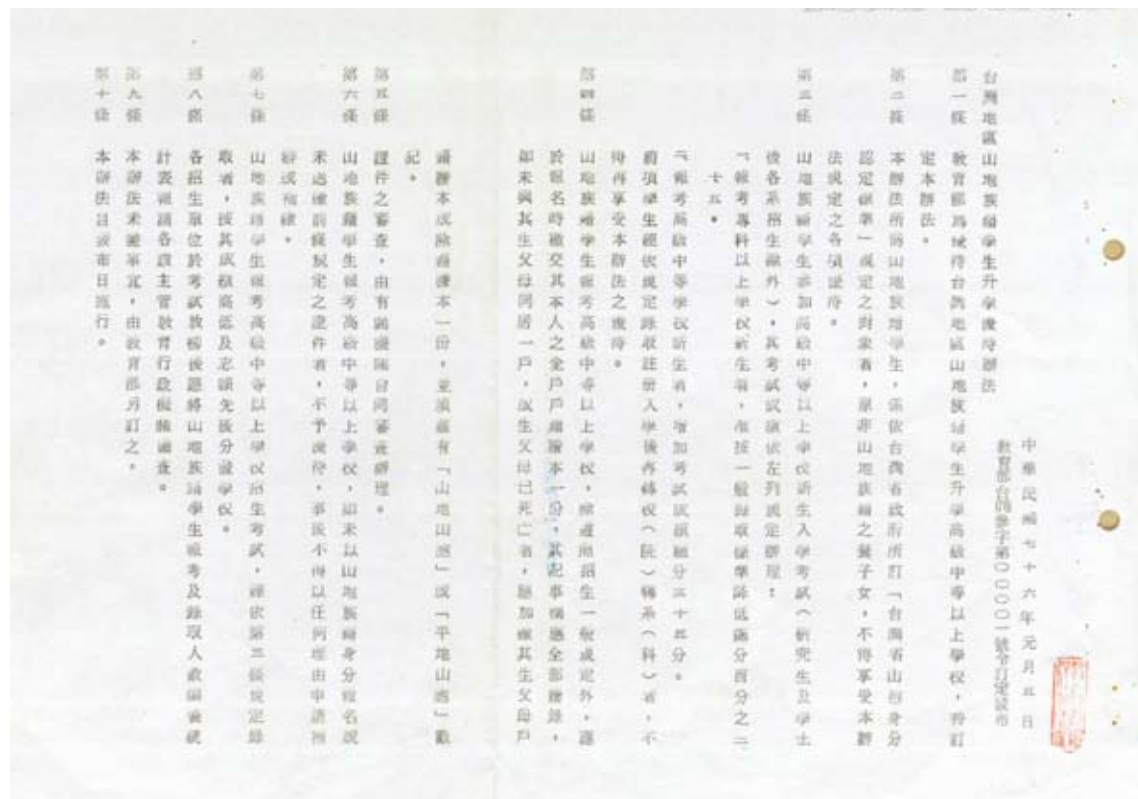 台灣地區山地族籍學生升學優待辦法
中華民國七十六年元月五日
教育部台(76)參字第〇〇〇〇一號令訂定發布
第一條 教育部為優待台灣地區山地族籍學生升學高級中等以上學校,特訂
定本辦法。
第二條 本辦法所稱山地族籍學生,係依台灣省政府所訂「台灣省山胞身分
認定標準」規定之對象者,原非山地族籍之養子女,不得享受本辦
法規定之各項優待。
第三條 山地族籍學生參加高級中等以上學校新生入學考試(研究生及學士
後各系招生除外),其考試成績依左列規定辦理:
報考專科以上學校新生者,准按一般錄取標準降低總分百分之二
十五。
報考高級中等學校新生者,增加考試成績總分三十五分。
前項學生經依規定錄取註冊入學後再轉校(院)轉系(科)者,不
得再享受本辦法之優待。
第四條 山地族籍學生報考高級中等以上學校,除遵照招生一般規定外,應
於報名時繳交其本人之全戶戶籍謄本一份,其記事欄應全部謄錄,
如未與其生父母同居一戶,或生父母已死亡者,應加繳其生父母戶
籍謄本或除籍謄本一份,並須蓋有「山地山胞」或「平地山胞」戳
記。
第五條 證件之審查,由有關機關會同審查辦理。
第六條 山地族籍學生報考高級中等以上學校,如未以山地族籍身分報名或
未送繳前條規定之證件者,不予優待,事後不得以任何理由申請補
辦或補繳。
第七條 山地族籍學生報考高級中等以上學校招生考試,經依第三條規定錄
取者,按其成績高低及志願先後分發學校。
第八條 各招生單位於考試放榜後應將山地族籍學生報考及錄取人數編製統
計表報請各該主管教育行政機關備查。
第九條 本辦法未盡事宜,由教育部另訂之。
第十條 本辦法自發布日施行。